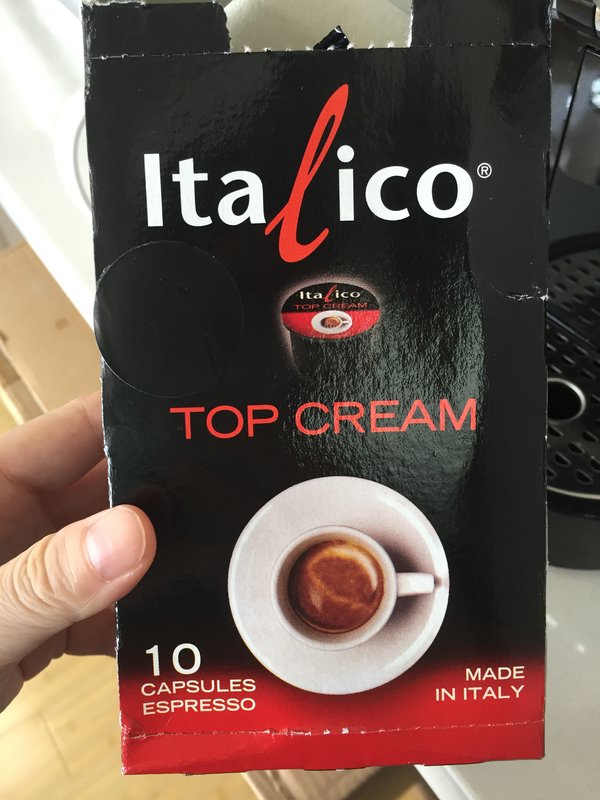 Italico®
Italico
TOP CREAM
TOP CREAM
10
CAPSULES
ESPRESSO
MADE
IN ITALY